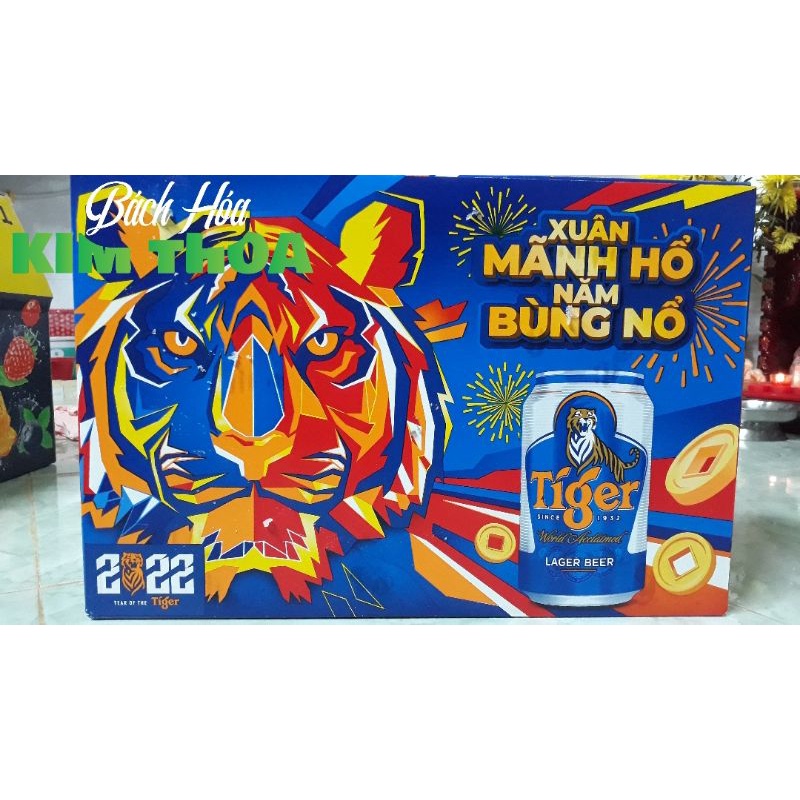 Bách Hóa
KIM THOA
XUÂN
MÃNH HỔ
NĂM
BÙNG NỔ
Tiger
SINCE 1932
World Acclaimed
LAGER BEER
2022
YEAR OF THE Tiger